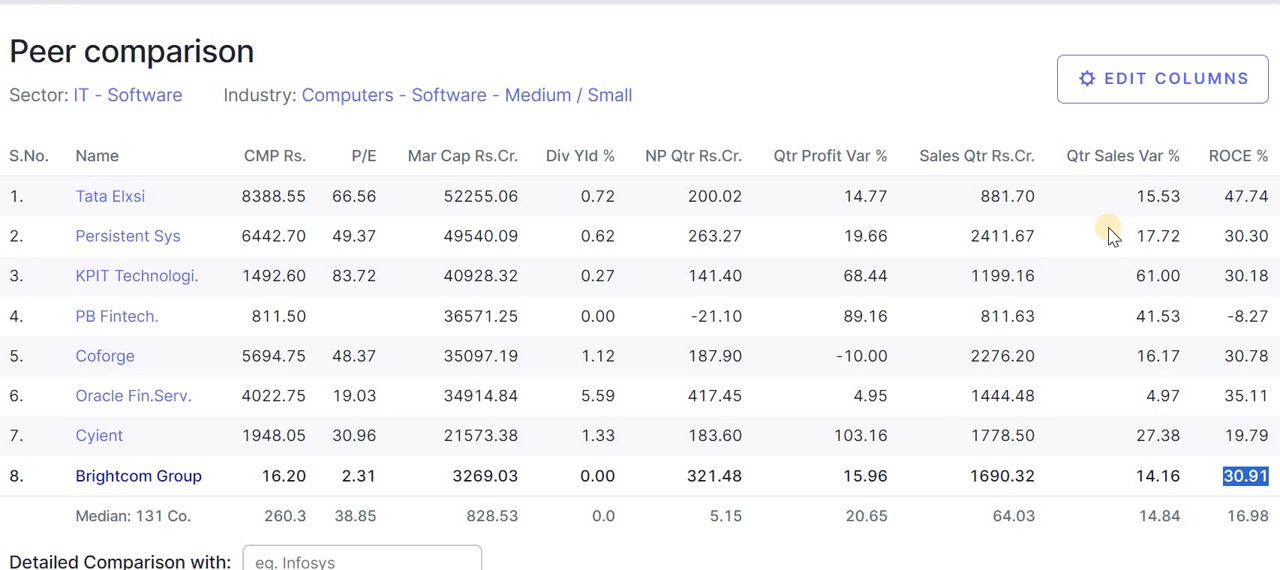 Peer comparison
EDIT COLUMNS
Sector: IT - Software Industry: Computers - Software - Medium / Small
S.No. Name CMP Rs. P/E Mar Cap Rs.Cr. Div Yld % NP Qtr Rs.Cr. Qtr Profit Var % Sales Qtr Rs.Cr. Qtr Sales Var % ROCE %
1. Tata Elxsi 8388.55 66.56 52255.06 0.72 200.02 14.77 881.70 15.53 47.74
2. Persistent Sys 6442.70 49.37 49540.09 0.62 263.27 19.66 2411.67 17.72 30.30
3. KPIT Technologi. 1492.60 83.72 40928.32 0.27 141.40 68.44 1199.16 61.00 30.18
4. PB Fintech. 811.50 36571.25 0.00 -21.10 89.16 811.63 41.53 -8.27
5. Coforge 5694.75 48.37 35097.19 1.12 187.90 -10.00 2276.20 16.17 30.78
6. Oracle Fin.Serv. 4022.75 19.03 34914.84 5.59 417.45 4.95 1444.48 4.97 35.11
7. Cyient 1948.05 30.96 21573.38 1.33 183.60 103.16 1778.50 27.38 19.79
8. Brightcom Group 16.20 2.31 3269.03 0.00 321.48 15.96 1690.32 14.16 30.91
Median: 131 Co. 260.3 38.85 828.53 0.0 5.15 20.65 64.03 14.84 16.98
Detailed Comparison with: eg. Infosys